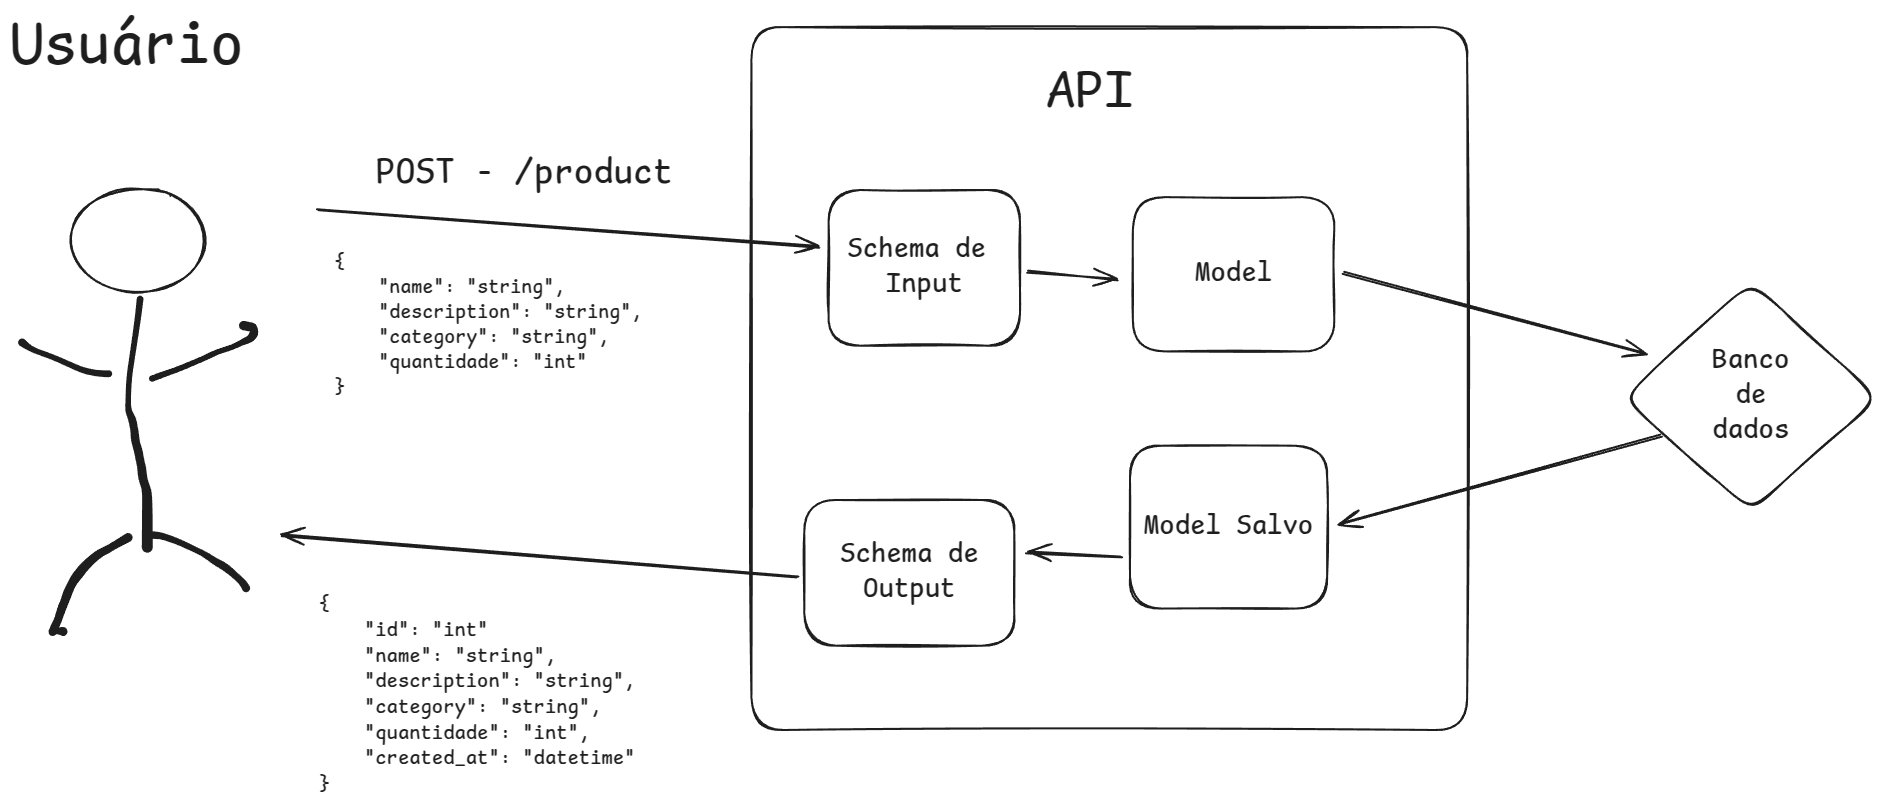 Usuário
API
POST - /product
{
"name": "string",
"description": "string",
"category": "string",
"quantidade": "int"
}
Schema de
Input
Model
Banco
de
dados
Model Salvo
Schema de
Output
{
"id": "int"
"name": "string",
"description": "string",
"category": "string",
"quantidade": "int",
"created_at": "datetime"
}